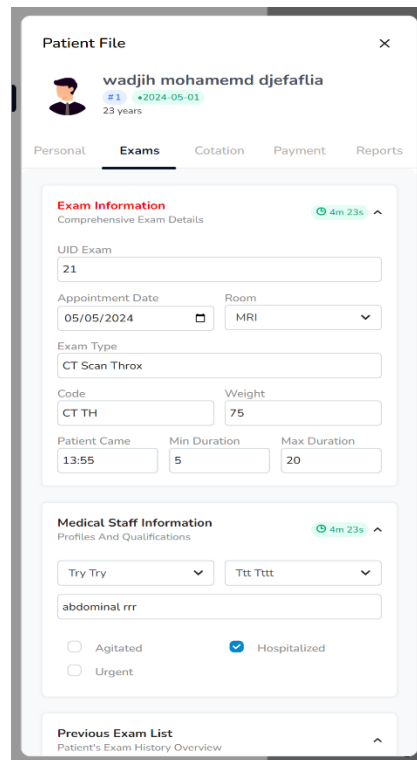 Patient File
wadjih mohamemd djefaflia
#1 •2024-05-01
23 years
Personal Exams Cotation Payment Reports
Exam Information
Comprehensive Exam Details
4m 23s
UID Exam
21
Appointment Date Room
05/05/2024 MRI
Exam Type
CT Scan Throx
Code Weight
CT TH 75
Patient Came Min Duration Max Duration
13:55 5 20
Medical Staff Information
Profiles And Qualifications
4m 23s
Try Try Ttt Tttt
abdominal rrr
Agitated Hospitalized
Urgent
Previous Exam List
Patient's Exam History Overview